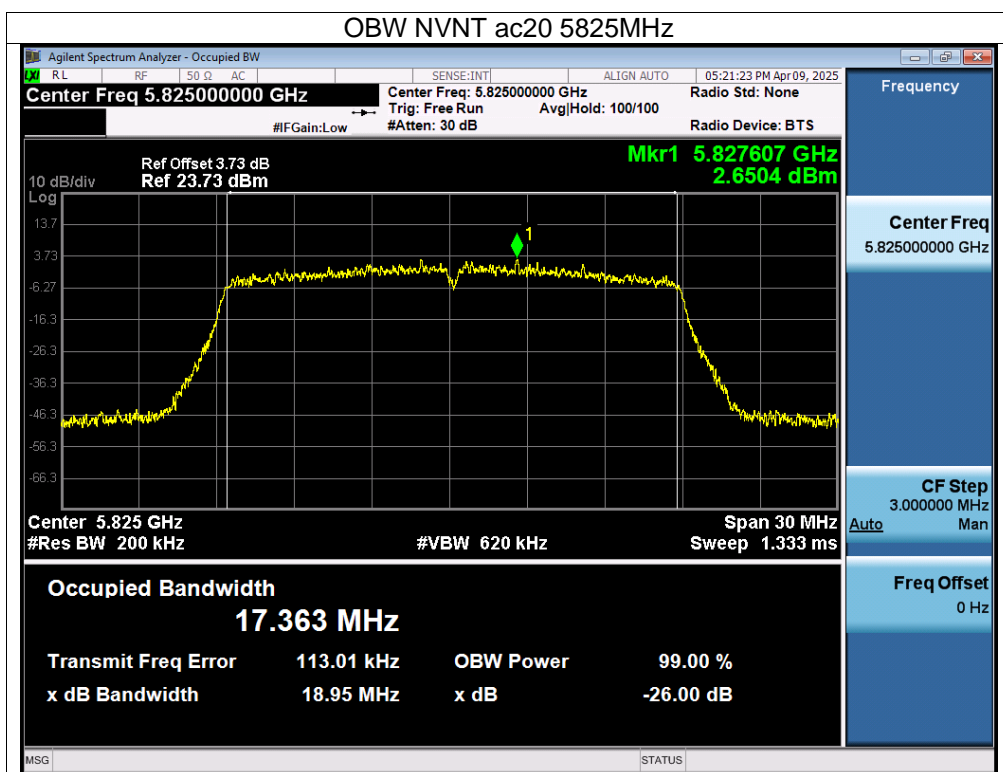 OBW NVNT ac20 5825MHz
Agilent Spectrum Analyzer - Occupied BW
LXI RL RF 50 Ω AC SENSE:INT ALIGN AUTO 05:21:23 PM Apr 09, 2025
Center Freq 5.825000000 GHz
Center Freq: 5.825000000 GHz
Radio Std: None
Trig: Free Run Avg|Hold: 100/100
#IFGain:Low #Atten: 30 dB Radio Device: BTS
Frequency
Mkr1 5.827607 GHz
2.6504 dBm
Ref Offset 3.73 dB
10 dB/div Ref 23.73 dBm
Log
13.7
3.73
-6.27
-16.3
-26.3
-36.3
-46.3
-56.3
-66.3
1
Center Freq
5.825000000 GHz
CF Step
3.000000 MHz
Auto Man
Freq Offset
0 Hz
Center 5.825 GHz Span 30 MHz
#Res BW 200 kHz #VBW 620 kHz Sweep 1.333 ms
Occupied Bandwidth
17.363 MHz
Transmit Freq Error 113.01 kHz OBW Power 99.00 %
x dB Bandwidth 18.95 MHz x dB -26.00 dB
MSG STATUS